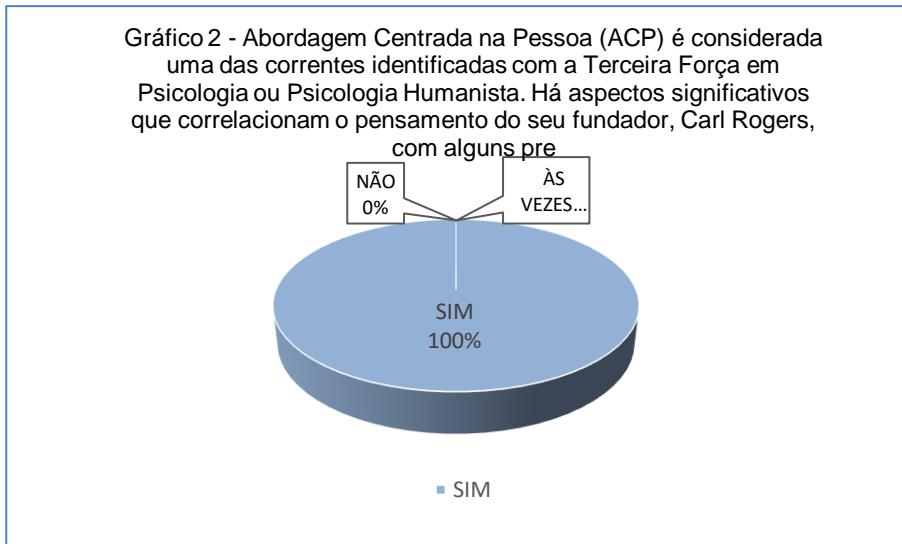 Gráfico 2 - Abordagem Centrada na Pessoa (ACP) é considerada
uma das correntes identificadas com a Terceira Força em
Psicologia ou Psicologia Humanista. Há aspectos significativos
que correlacionam o pensamento do seu fundador, Carl Rogers,
com alguns pre
NÃO
0%
ÀS
VEZES...
SIM
100%
SIM